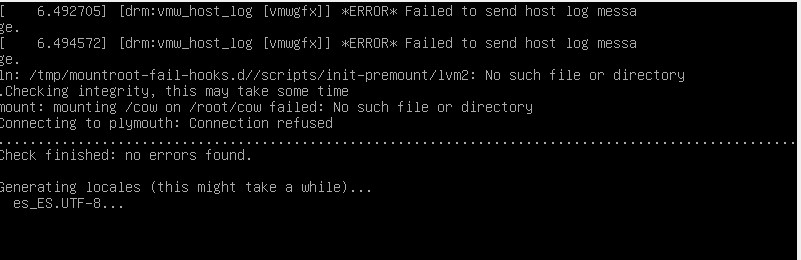 [    6.492705] [drm:vmw_host_log [vmwgfx]] *ERROR* Failed to send host log messa
ge.
[    6.494572] [drm:vmw_host_log [vmwgfx]] *ERROR* Failed to send host log messa
ge.
ln: /tmp/mountroot-fail-hooks.d//scripts/init-premount/lvm2: No such file or directory
.Checking integrity, this may take some time
mount: mounting /cow on /root/cow failed: No such file or directory
Connecting to plymouth: Connection refused
....................................................................................................
Check finished: no errors found.
Generating locales (this might take a while)...
  es_ES.UTF-8...